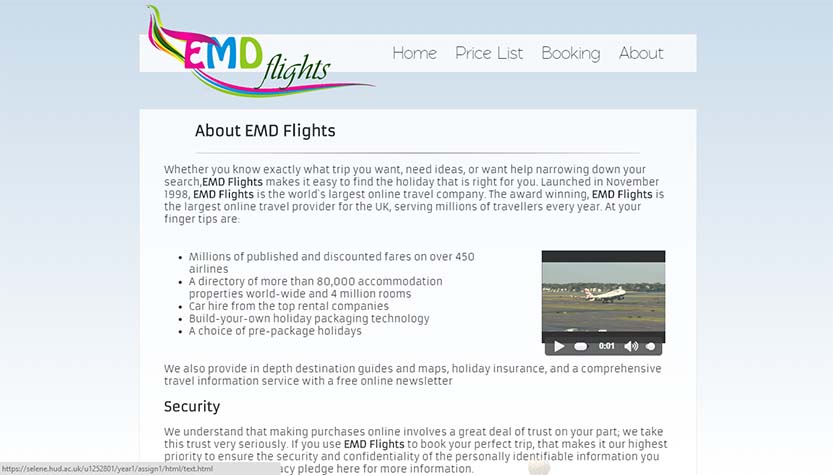 EMD flights
Home Price List Booking About
About EMD Flights
Whether you know exactly what trip you want, need ideas, or want help narrowing down your
search,EMD Flights makes it easy to find the holiday that is right for you. Launched in November
1998, EMD Flights is the world`s largest online travel company. The award winning, EMD Flights is
the largest online travel provider for the UK, serving millions of travellers every year. At your
finger tips are:
• Millions of published and discounted fares on over 450
airlines
• A directory of more than 80,000 accommodation
properties world-wide and 4 million rooms
• Car hire from the top rental companies
• Build-your-own holiday packaging technology
• A choice of pre-package holidays
0:01
We also provide in depth destination guides and maps, holiday insurance, and a comprehensive
travel information service with a free online newsletter
Security
We understand that making purchases online involves a great deal of trust on your part; we take
this trust very seriously. If you use EMD Flights to book your perfect trip, that makes it our highest
priority to ensure the security and confidentiality of the personally identifiable information you
acy pledge here for more information.
https://selene.hud.ac.uk/u1252801/year1/assign1/html/text.html